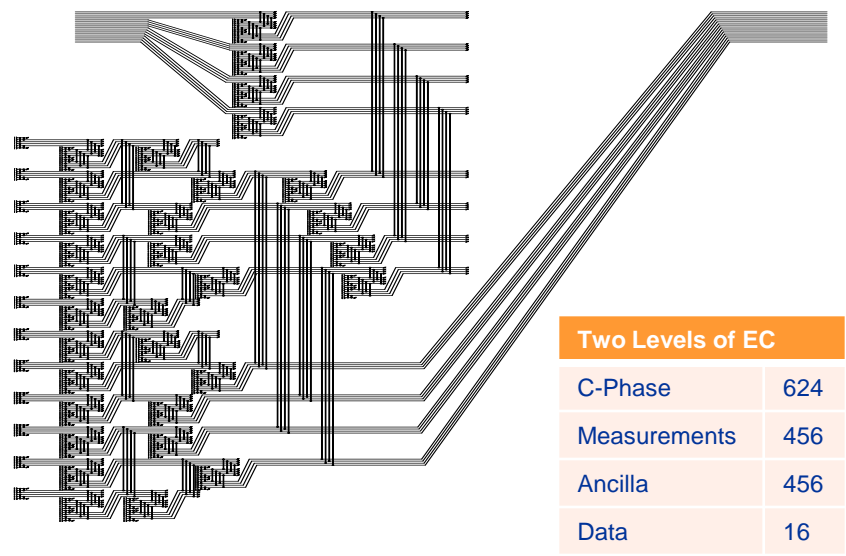 Two Levels of EC
C-Phase 624
Measurements 456
Ancilla 456
Data 16